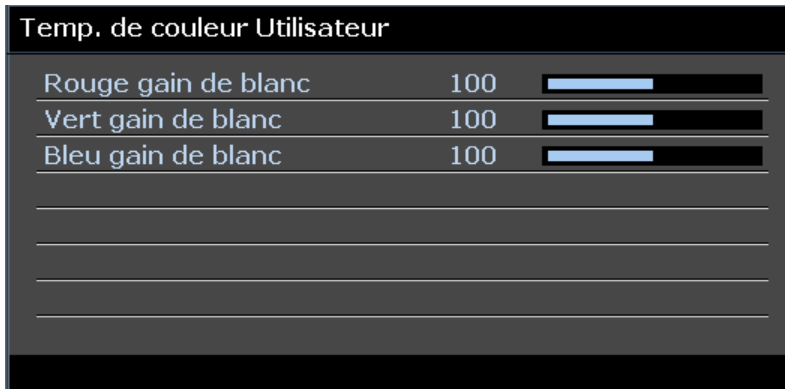 Temp. de couleur Utilisateur
Rouge gain de blanc 100
Vert gain de blanc 100
Bleu gain de blanc 100